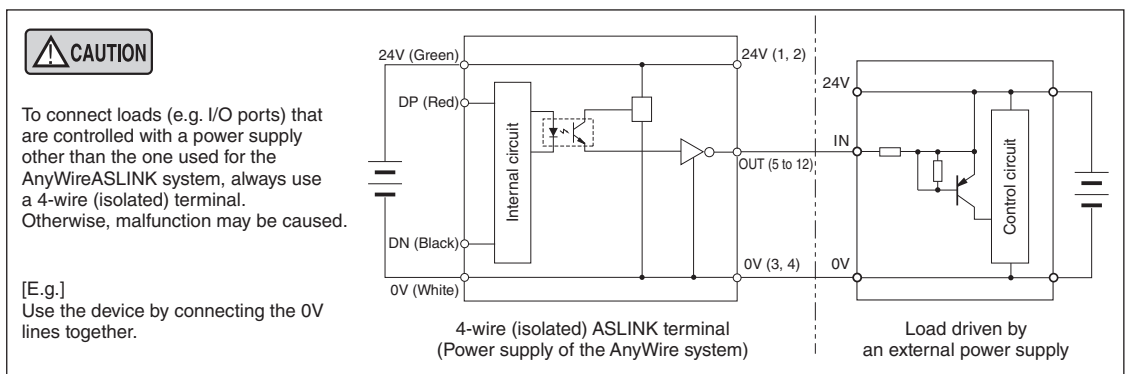 CAUTION
To connect loads (e.g. I/O ports) that
are controlled with a power supply
other than the one used for the
AnyWireASLINK system, always use
a 4-wire (isolated) terminal.
Otherwise, malfunction may be caused.
[E.g.]
Use the device by connecting the 0V
lines together.
24V (Green)
DP (Red)
Internal circuit
DN (Black)
0V (White)
24V (1, 2)
OUT (5 to 12)
0V (3, 4)
4-wire (isolated) ASLINK terminal
(Power supply of the AnyWire system)
24V
IN
0V
Control circuit
Load driven by
an external power supply